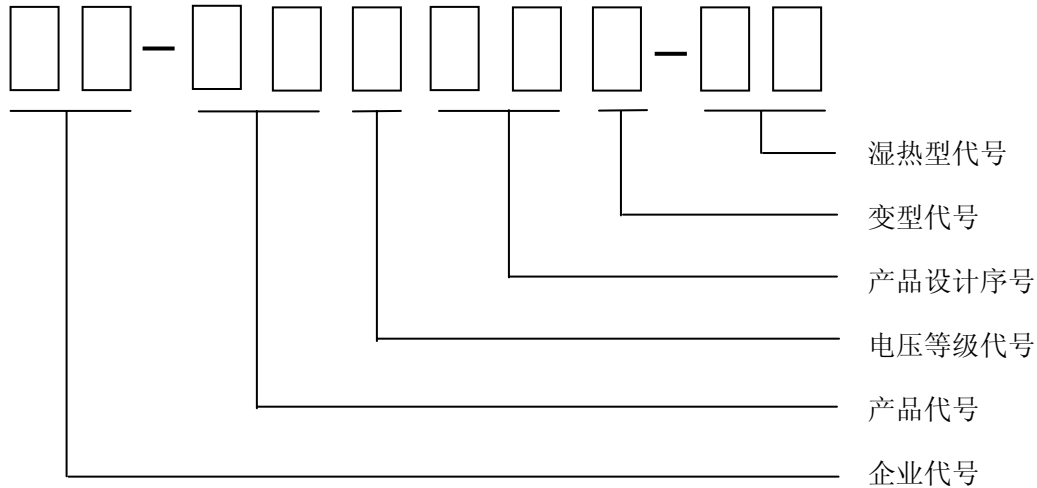 湿热型代号
变型代号
产品设计序号
电压等级代号
产品代号
企业代号